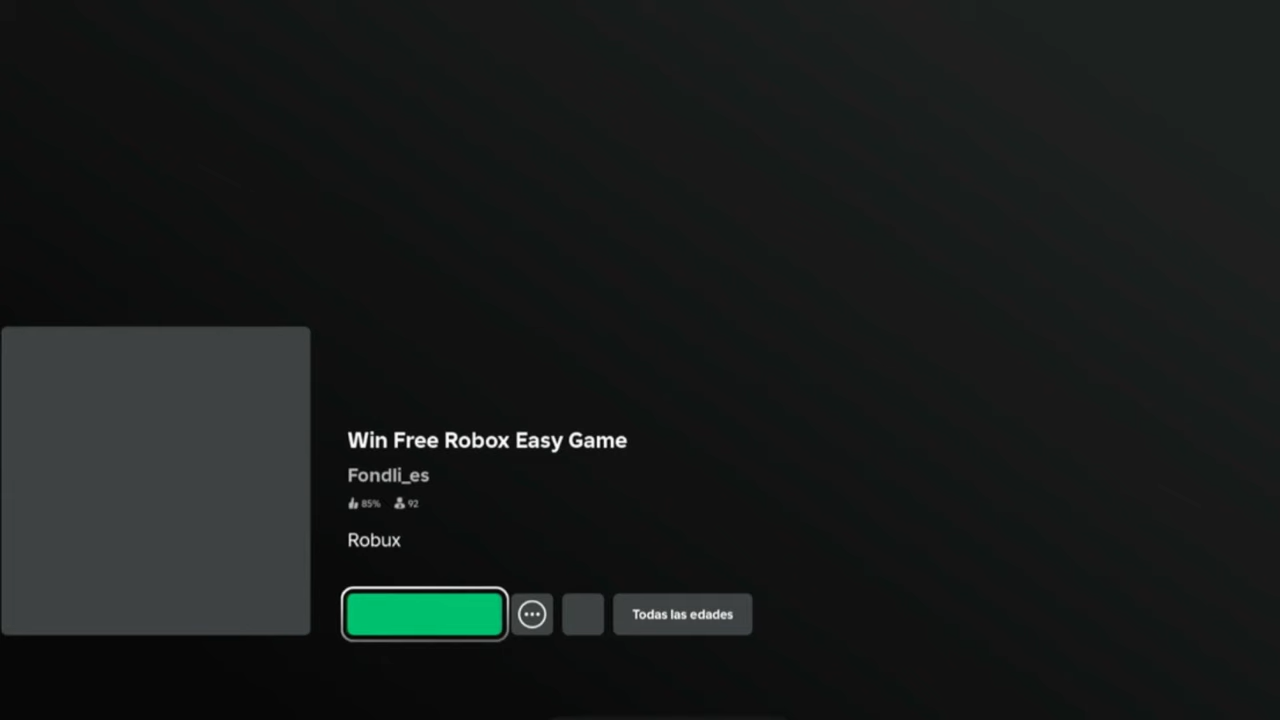 Win Free Robox Easy Game
Fondli_es
85% 92
Robux
Todas las edades